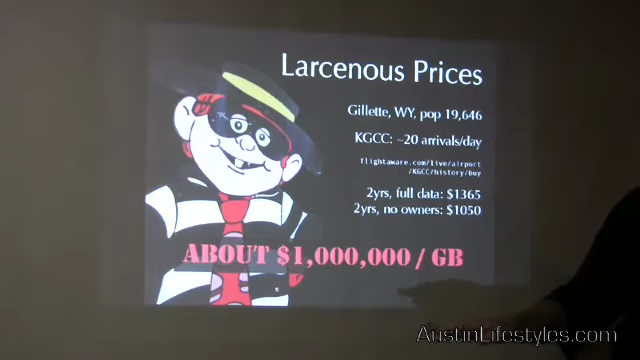 Larcenous Prices
Gillette, WY, pop 19,646
KGCC: ~20 arrivals/day
flightaware.com/live/airport
/KGCC/history/buy
2yrs, full data: $1365
2yrs, no owners: $1050
ABOUT $1,000,000 / GB
AustinLifestyles.com